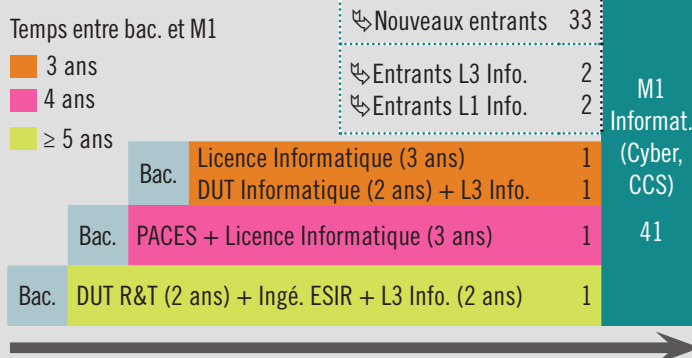 Temps entre bac. et M1
3 ans
4 ans
≥ 5 ans
Nouveaux entrants 33
Entrants L3 Info. 2
Entrants L1 Info. 2
Bac. Licence Informatique (3 ans) 1
DUT Informatique (2 ans) + L3 Info. 1
Bac. PACES + Licence Informatique (3 ans) 1
Bac. DUT R&T (2 ans) + Ingé. ESIR + L3 Info. (2 ans) 1
M1
Informat.
(Cyber,
CCS)
41